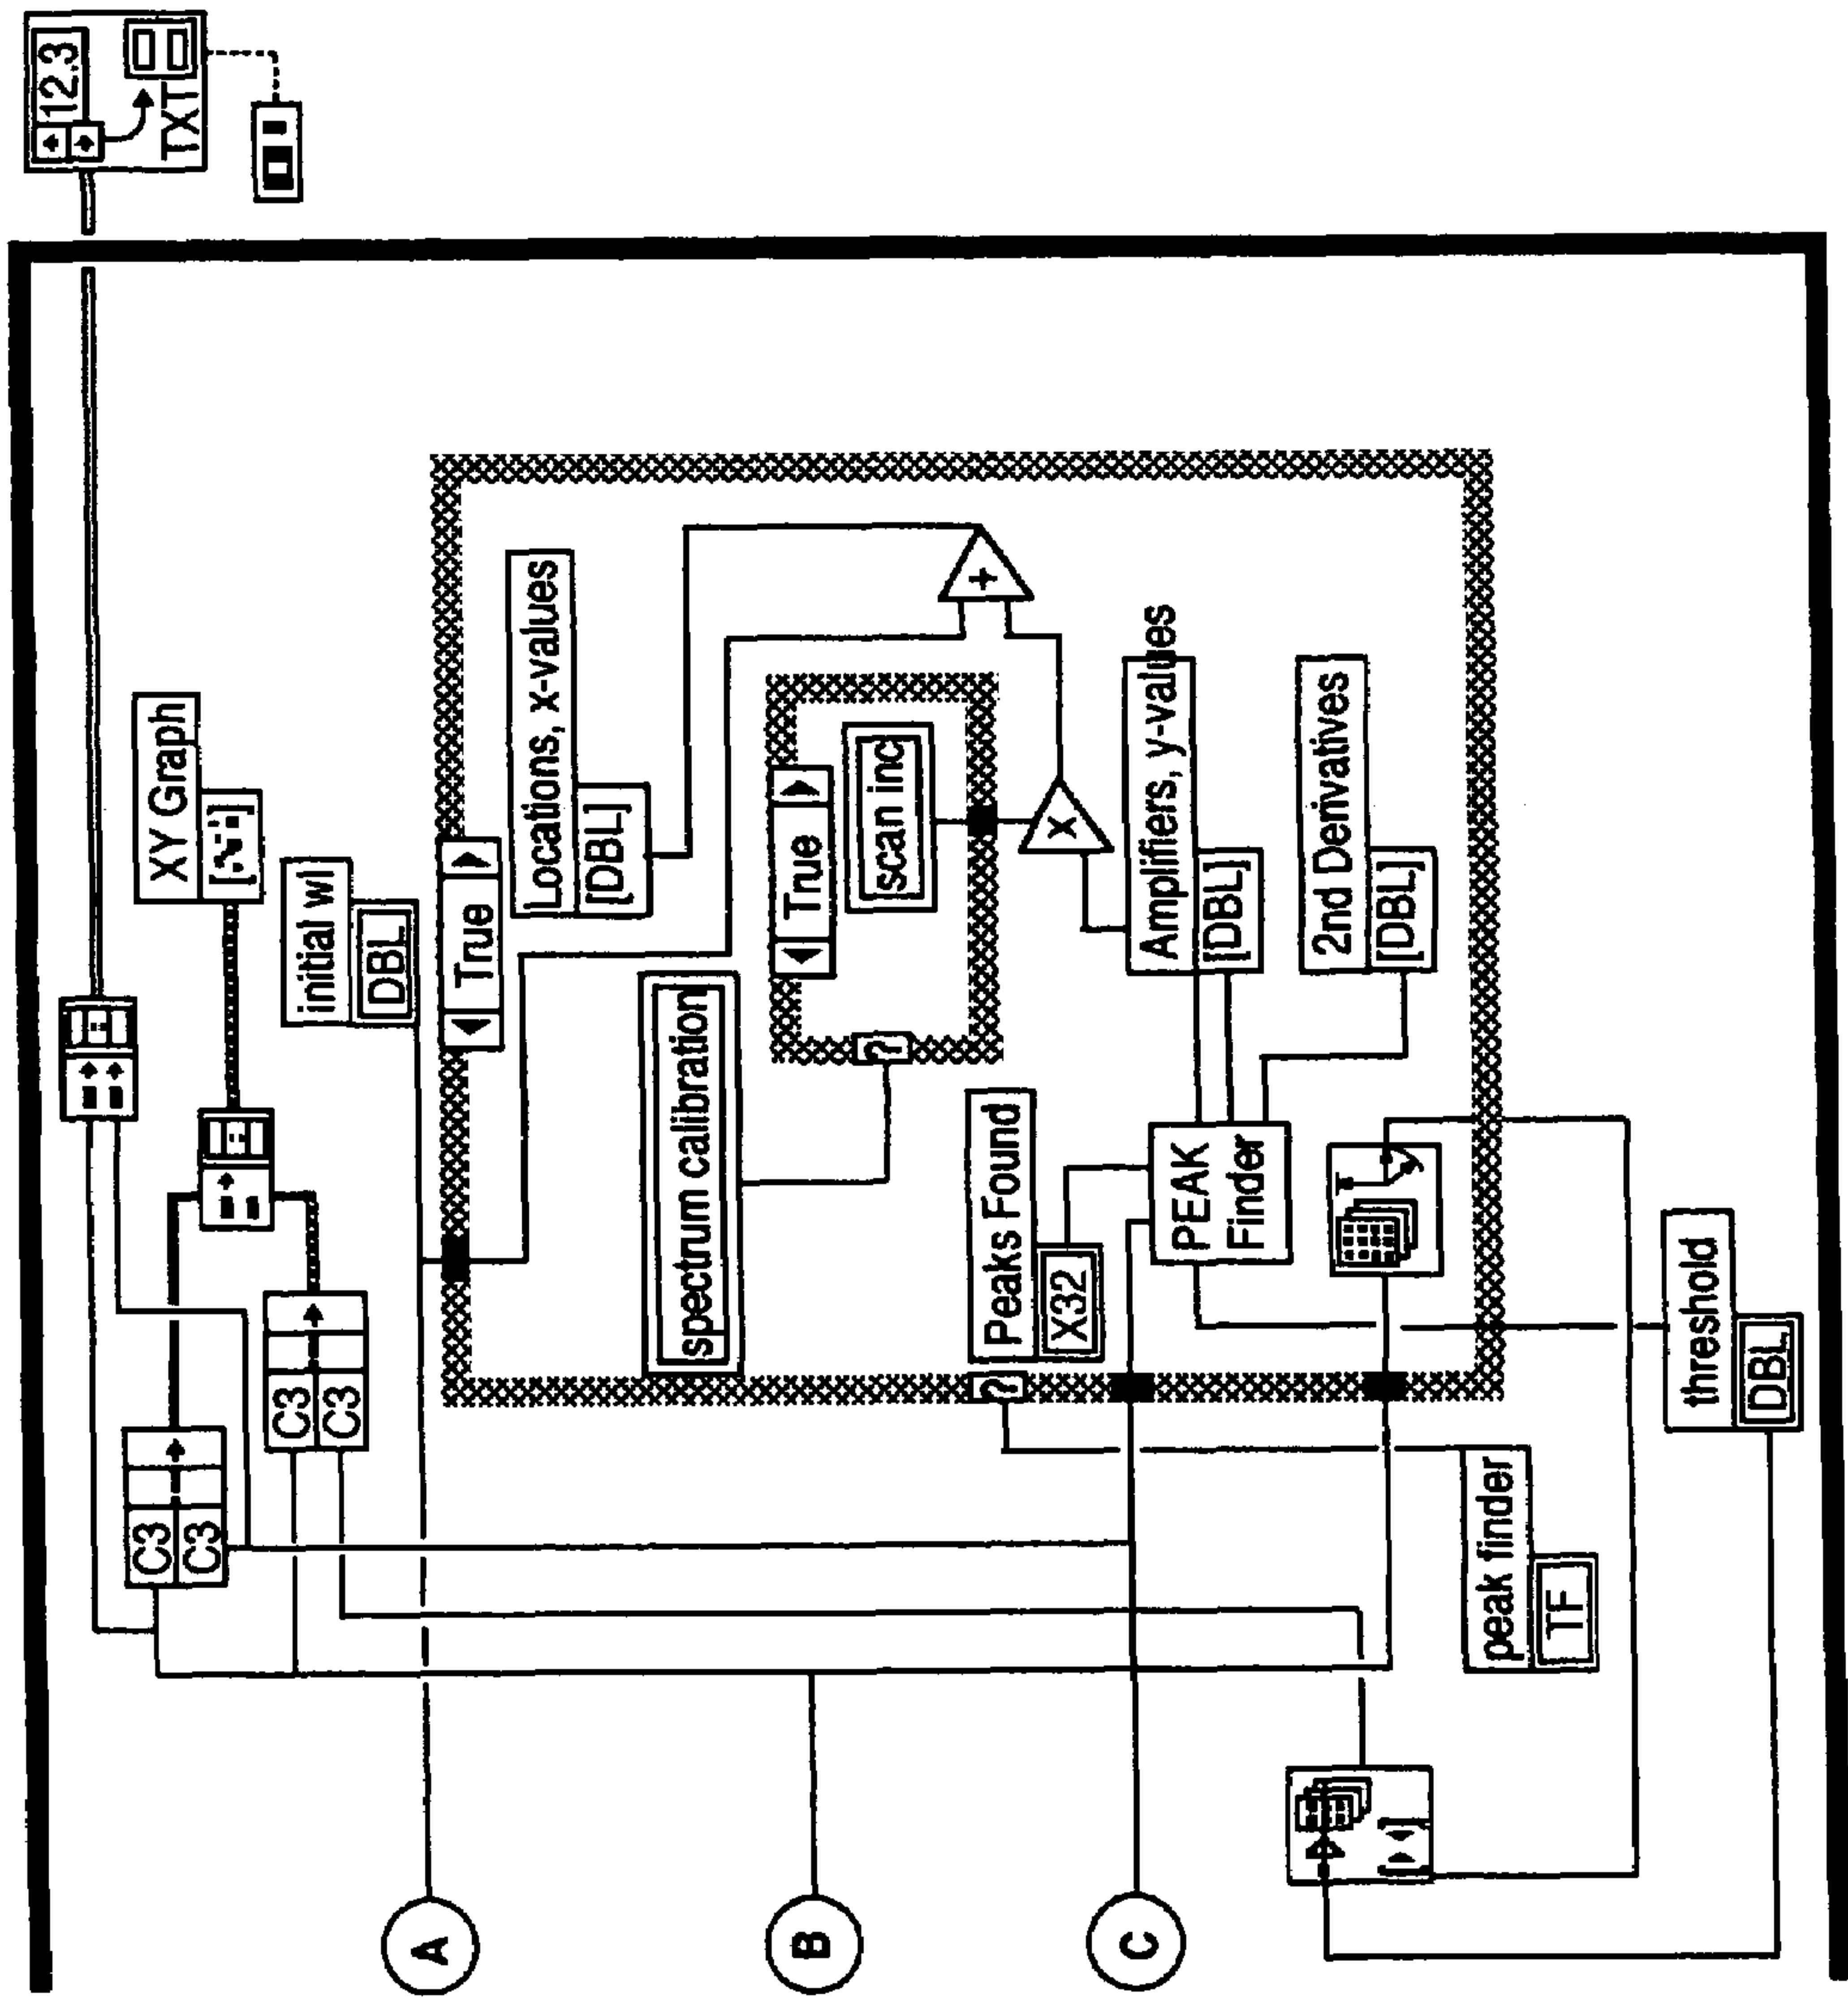 12.3
TXT
XY Graph
initial wl
DBL
True
Locations, x-values
[DBL]
spectrum calibration
True
scan inc
?
x
+
Peaks Found
X32
PEAK
Finder
Amplifiers, y-values
[DBL]
2nd Derivatives
[DBL]
?
C3
C3
C3
C3
peak finder
TF
threshold
DBL
A
B
C